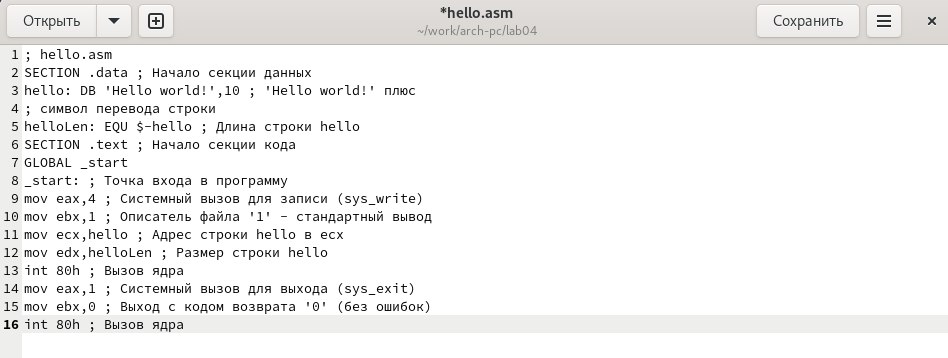 Открыть
*hello.asm
~/work/arch-pc/lab04
Сохранить
1 ; hello.asm
2 SECTION .data ; Начало секции данных
3 hello: DB 'Hello world!',10 ; 'Hello world!' плюс
4 ; символ перевода строки
5 helloLen: EQU $-hello ; Длина строки hello
6 SECTION .text ; Начало секции кода
7 GLOBAL _start
8 _start: ; Точка входа в программу
9 mov eax,4 ; Системный вызов для записи (sys_write)
10 mov ebx,1 ; Описатель файла '1' - стандартный вывод
11 mov ecx,hello ; Адрес строки hello в ecx
12 mov edx,helloLen ; Размер строки hello
13 int 80h ; Вызов ядра
14 mov eax,1 ; Системный вызов для выхода (sys_exit)
15 mov ebx,0 ; Выход с кодом возврата '0' (без ошибок)
16 int 80h ; Вызов ядра